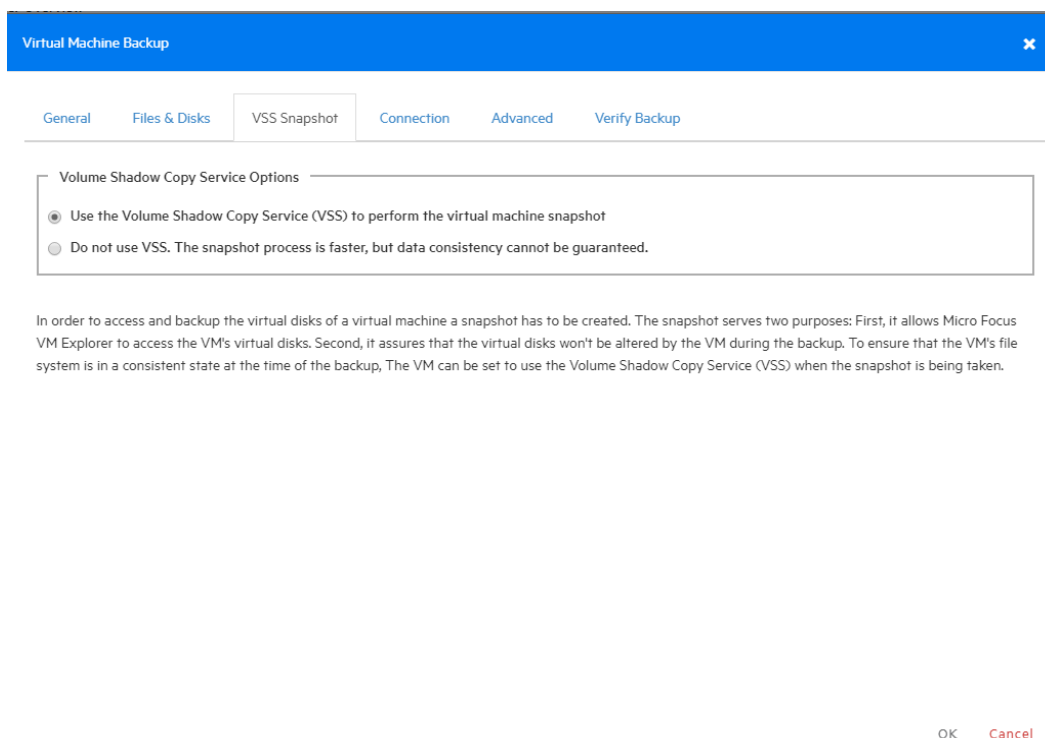 Virtual Machine Backup
General Files & Disks VSS Snapshot Connection Advanced Verify Backup
Volume Shadow Copy Service Options
Use the Volume Shadow Copy Service (VSS) to perform the virtual machine snapshot
Do not use VSS. The snapshot process is faster, but data consistency cannot be guaranteed.
In order to access and backup the virtual disks of a virtual machine a snapshot has to be created. The snapshot serves two purposes: First, it allows Micro Focus
VM Explorer to access the VM's virtual disks. Second, it assures that the virtual disks won't be altered by the VM during the backup. To ensure that the VM's file
system is in a consistent state at the time of the backup, The VM can be set to use the Volume Shadow Copy Service (VSS) when the snapshot is being taken.
OK Cancel